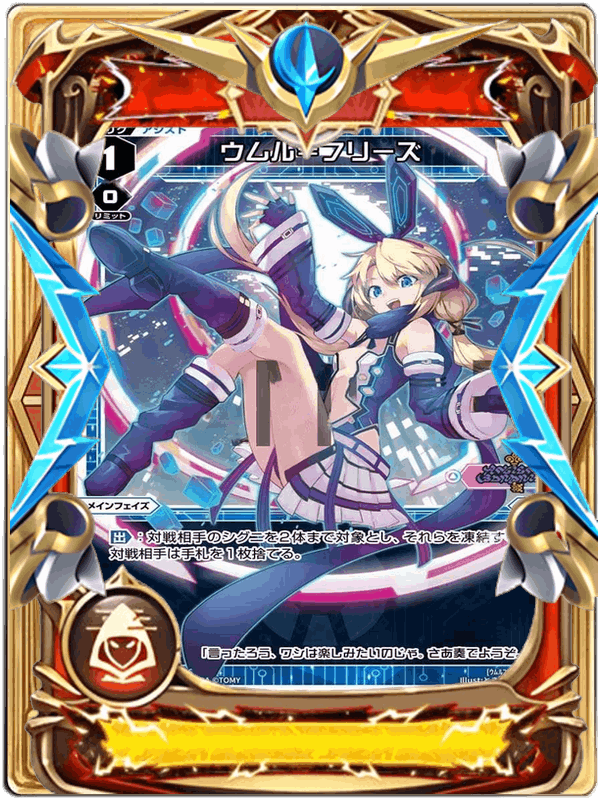 アシスト
1
ウムル=フリーズ
0
リミット
メインフェイズ
出:対戦相手のシグニを2体まで対象とし、それらを凍結す
対戦相手は手札を1枚捨てる。
「言ったろう、ワシは楽しみたいのじゃ。さあ奏でようぞ
©TOMY
Illust: